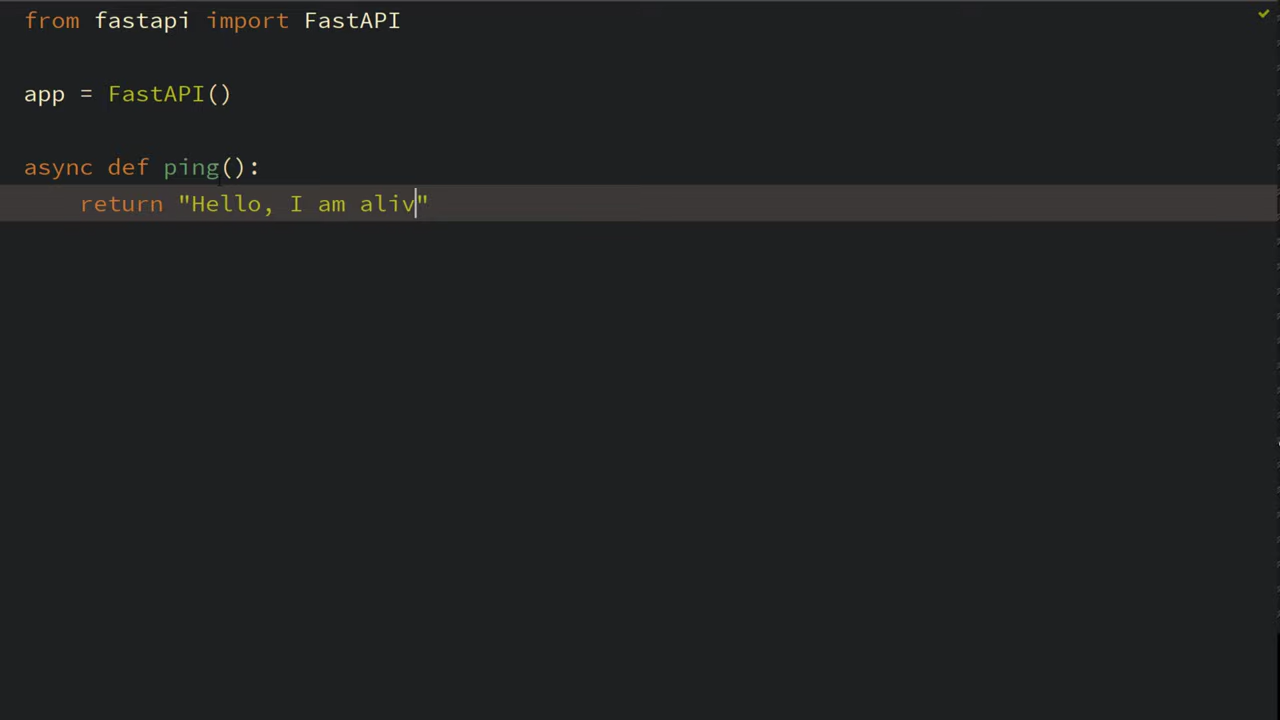 from fastapi import FastAPI
app = FastAPI()
async def ping():
return "Hello, I am aliv"